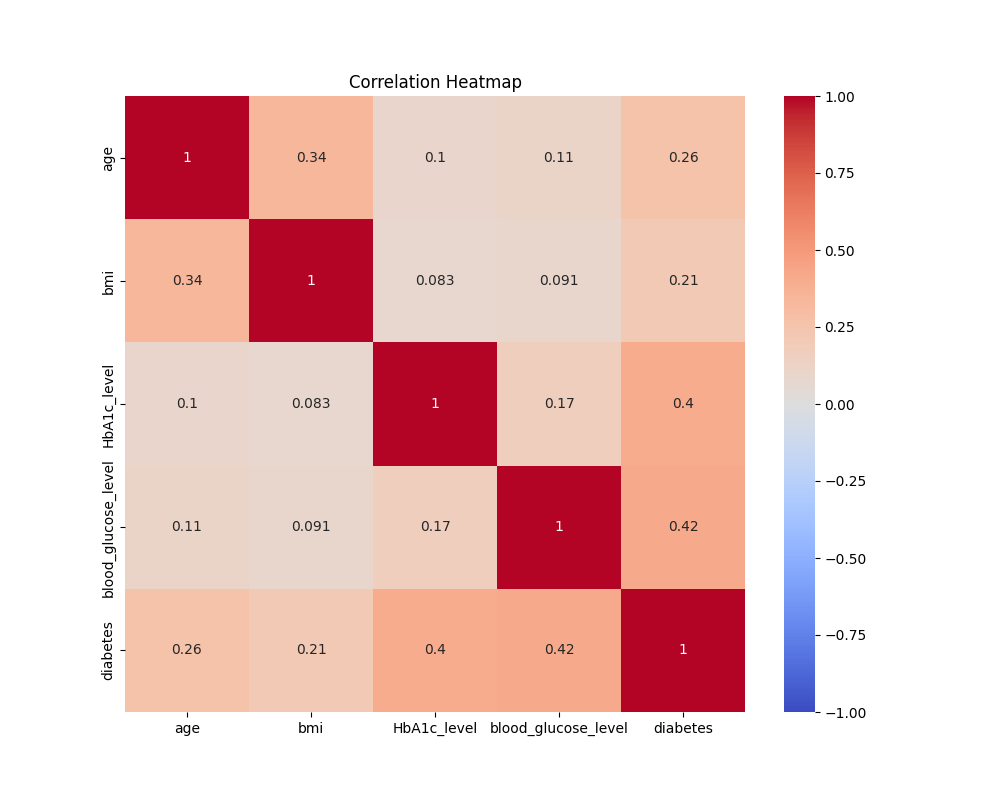 Correlation Heatmap
age 1 0.34 0.1 0.11 0.26
bmi 0.34 1 0.083 0.091 0.21
HbA1c_level 0.1 0.083 1 0.17 0.4
blood_glucose_level 0.11 0.091 0.17 1 0.42
diabetes 0.26 0.21 0.4 0.42 1
age bmi HbA1c_level blood_glucose_level diabetes
1.00
0.75
0.50
0.25
0.00
−0.25
−0.50
−0.75
−1.00